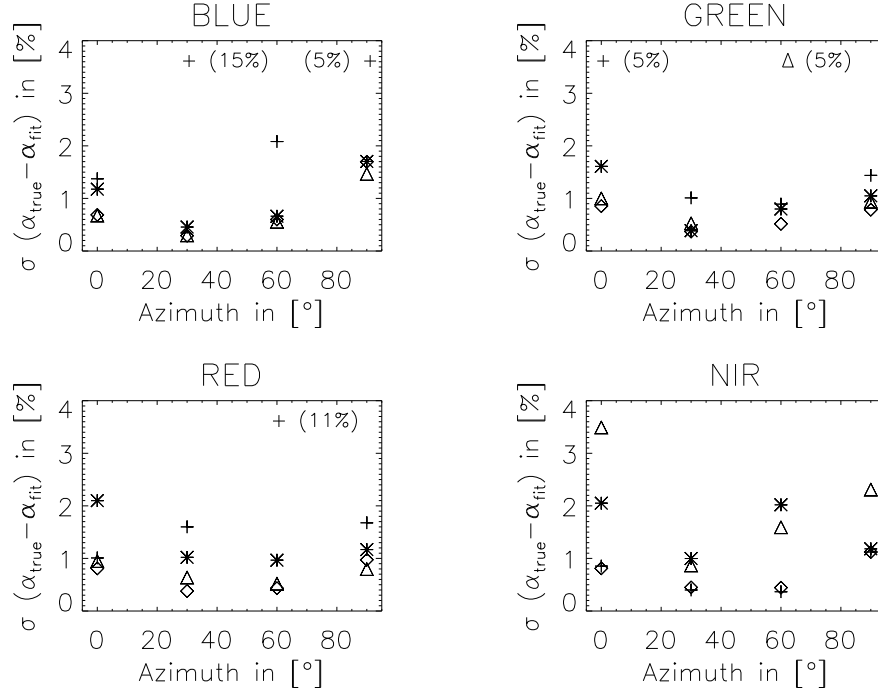 BLUE
σ (α_true − α_fit) in [%]
4
3
2
1
0
+ (15%) (5%) +
0 20 40 60 80
Azimuth in [°]
GREEN
σ (α_true − α_fit) in [%]
4
3
2
1
0
+ (5%) △ (5%)
0 20 40 60 80
Azimuth in [°]
RED
σ (α_true − α_fit) in [%]
4
3
2
1
0
+ (11%)
0 20 40 60 80
Azimuth in [°]
NIR
σ (α_true − α_fit) in [%]
4
3
2
1
0
0 20 40 60 80
Azimuth in [°]